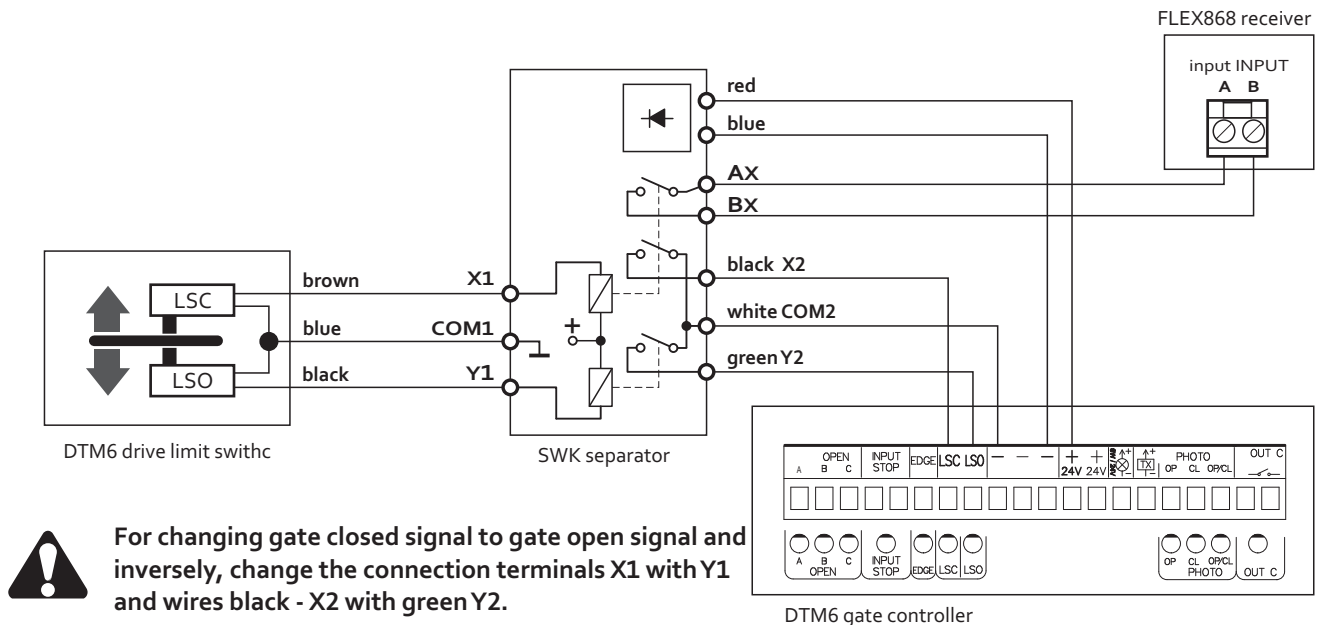 FLEX868 receiver
input INPUT
A B
red
blue
AX
BX
black X2
white COM2
green Y2
brown
X1
blue
COM1
black
Y1
LSC
LSO
+
DTM6 drive limit swithc
SWK separator
OPEN
A B C
INPUT
STOP
EDGE
LSC LSO
– – –
+ +
24V 24V
6W/24V
+
–
+
TX
–
PHOTO
OP CL OP/CL
OUT C
A B C
OPEN
INPUT
STOP
EDGE
LSC
LSO
OP CL OP/CL
PHOTO
OUT C
DTM6 gate controller
For changing gate closed signal to gate open signal and
inversely, change the connection terminals X1 with Y1
and wires black - X2 with green Y2.